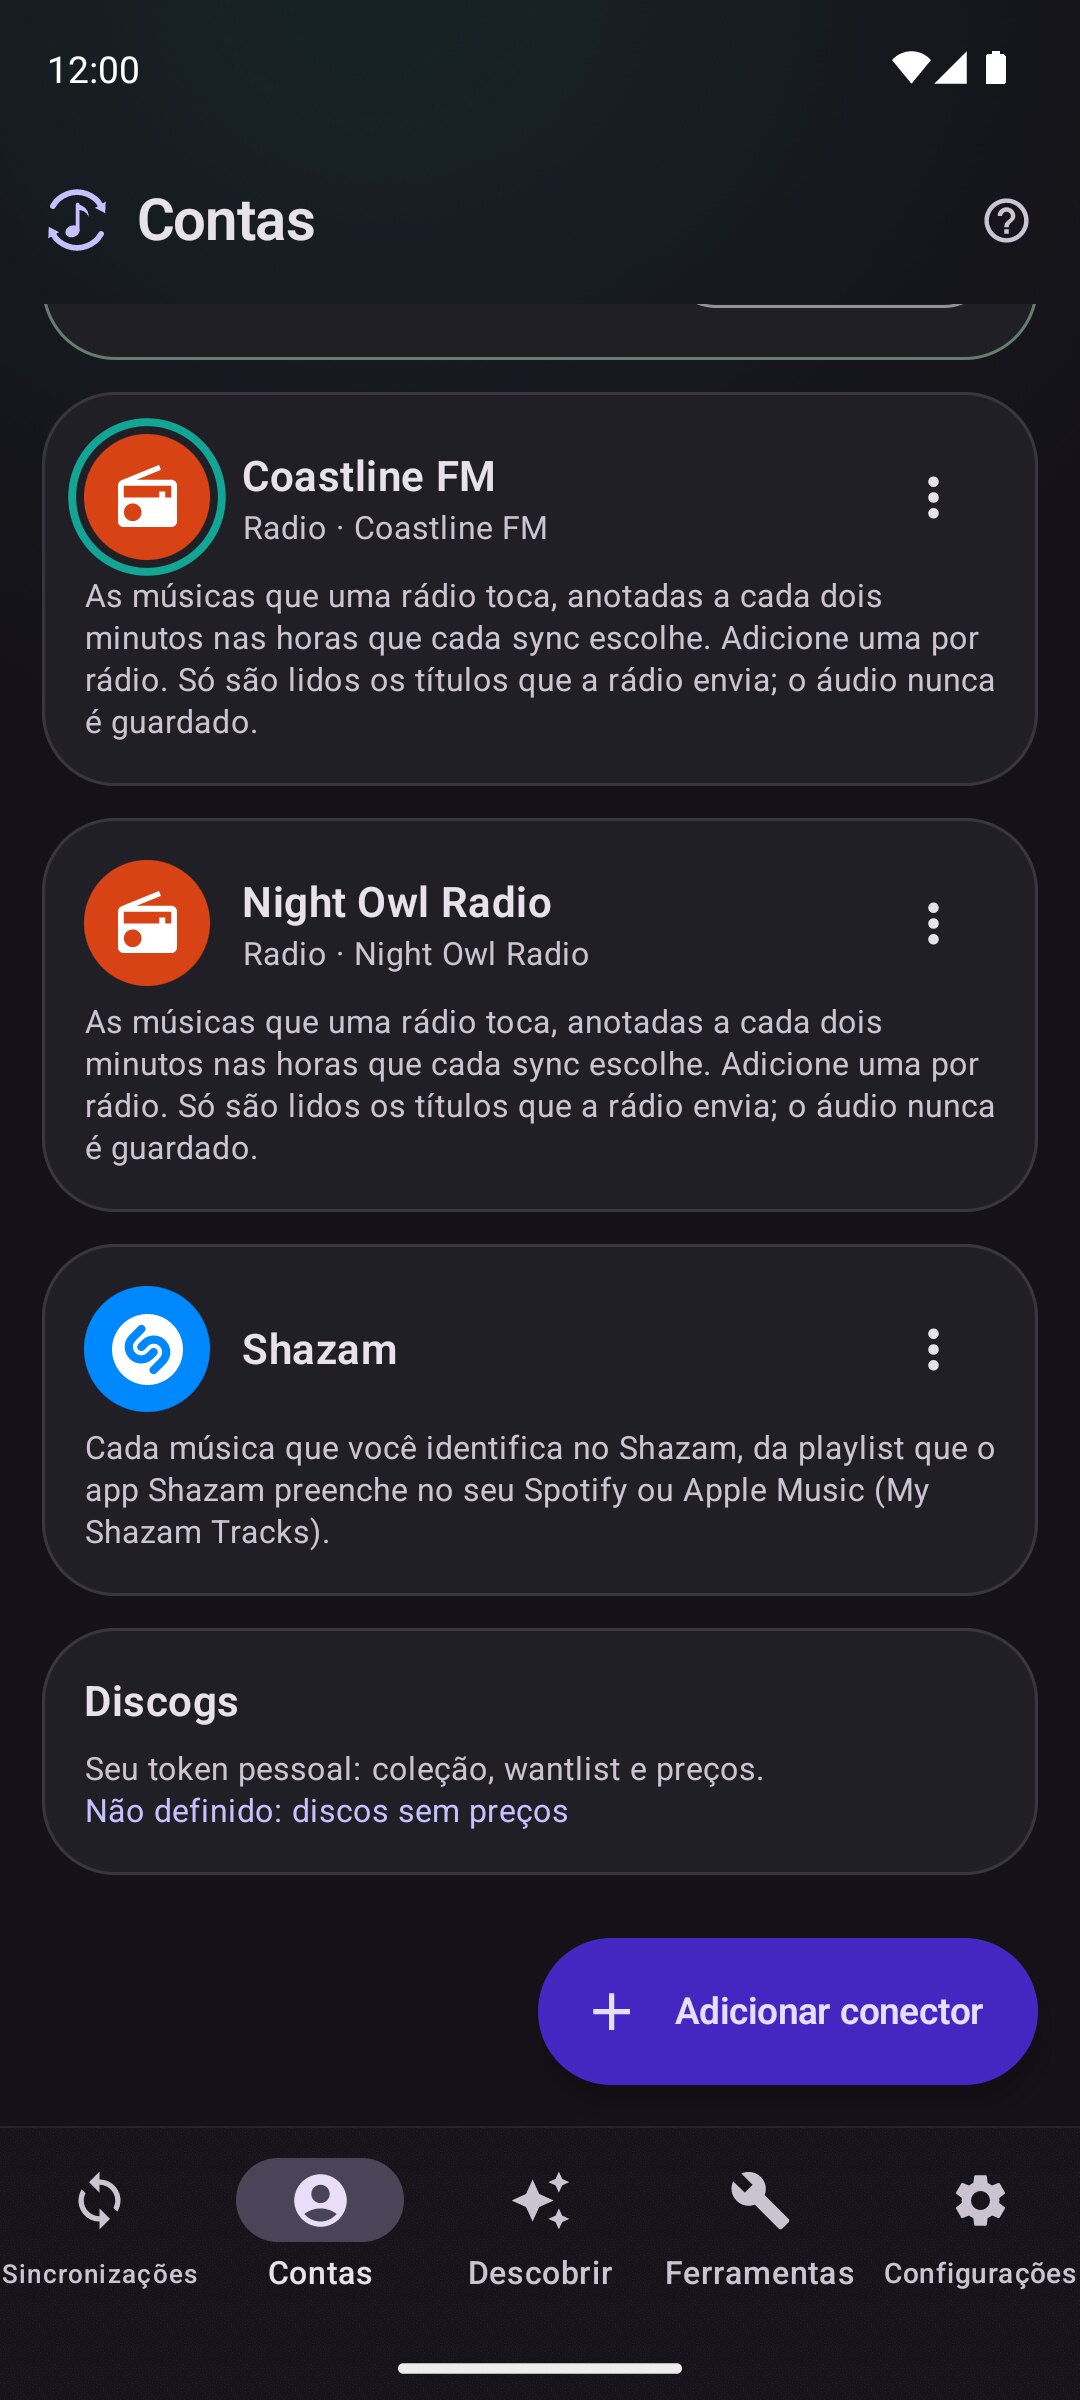 12:00
Contas
Coastline FM
Radio · Coastline FM
As músicas que uma rádio toca, anotadas a cada dois
minutos nas horas que cada sync escolhe. Adicione uma por
rádio. Só são lidos os títulos que a rádio envia; o áudio nunca
é guardado.
Night Owl Radio
Radio · Night Owl Radio
As músicas que uma rádio toca, anotadas a cada dois
minutos nas horas que cada sync escolhe. Adicione uma por
rádio. Só são lidos os títulos que a rádio envia; o áudio nunca
é guardado.
Shazam
Cada música que você identifica no Shazam, da playlist que o
app Shazam preenche no seu Spotify ou Apple Music (My
Shazam Tracks).
Discogs
Seu token pessoal: coleção, wantlist e preços.
Não definido: discos sem preços
Adicionar conector
Sincronizações
Contas
Descobrir
Ferramentas
Configurações